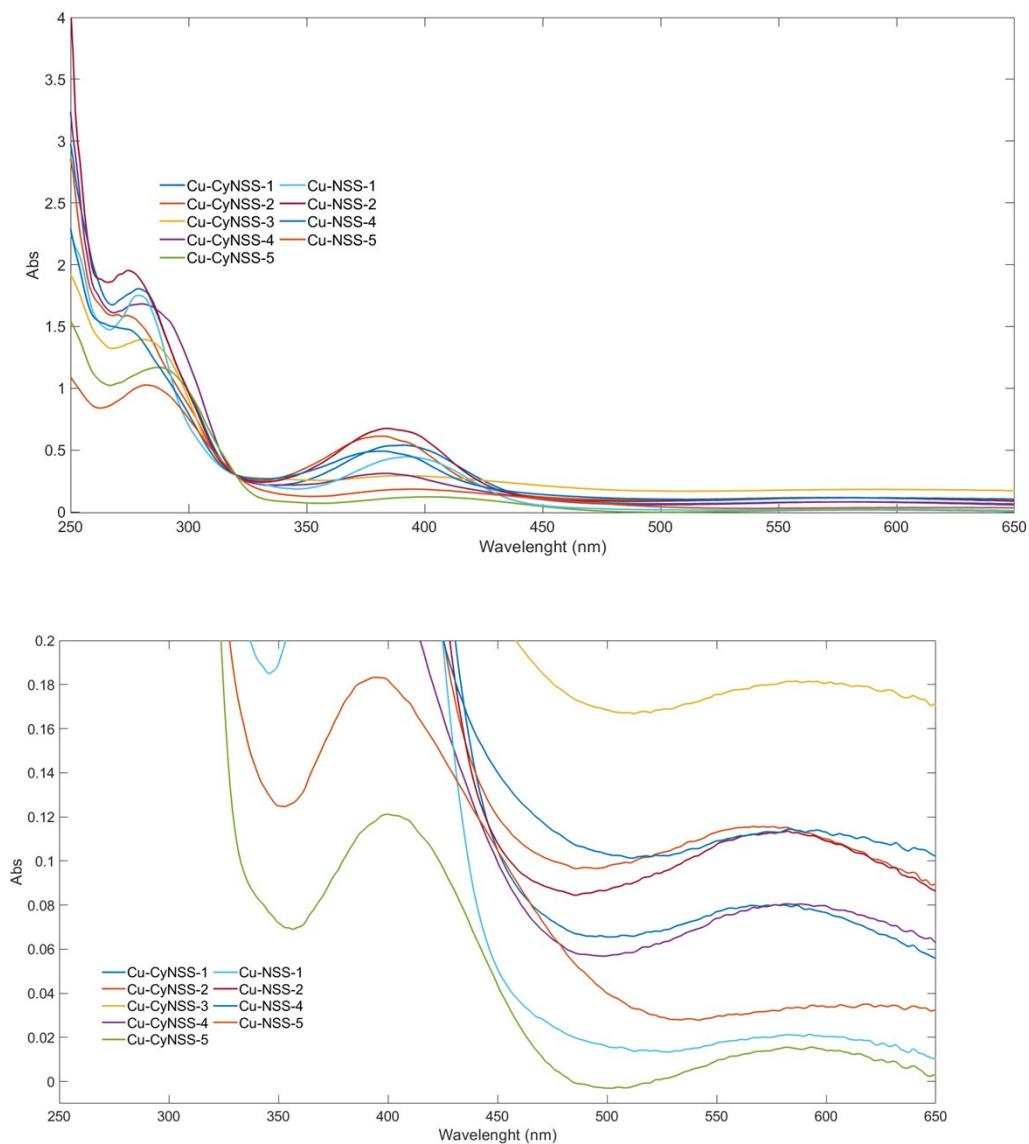 4
3.5
3
2.5
2
1.5
1
0.5
0
Abs
Cu-CyNSS-1 Cu-NSS-1
Cu-CyNSS-2 Cu-NSS-2
Cu-CyNSS-3 Cu-NSS-4
Cu-CyNSS-4 Cu-NSS-5
Cu-CyNSS-5
250 300 350 400 450 500 550 600 650
Wavelenght (nm)
0.2
0.18
0.16
0.14
0.12
0.1
0.08
0.06
0.04
0.02
0
Abs
Cu-CyNSS-1 Cu-NSS-1
Cu-CyNSS-2 Cu-NSS-2
Cu-CyNSS-3 Cu-NSS-4
Cu-CyNSS-4 Cu-NSS-5
Cu-CyNSS-5
250 300 350 400 450 500 550 600 650
Wavelenght (nm)